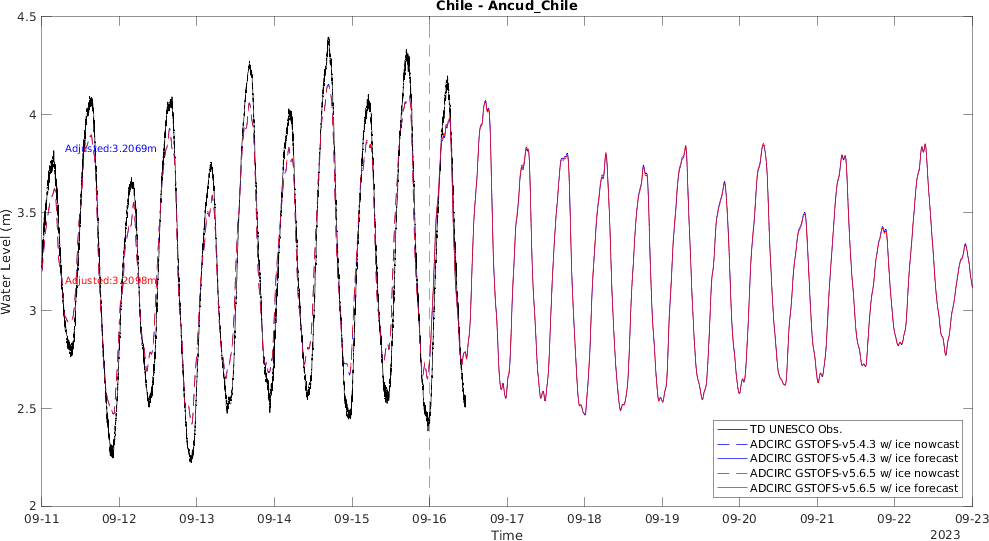 Chile - Ancud_Chile
4.5
4
3.5
3
2.5
2
Water Level (m)
Adjusted:3.2069m
Adjusted:3.2098m
TD UNESCO Obs.
ADCIRC GSTOFS-v5.4.3 w/ ice nowcast
ADCIRC GSTOFS-v5.4.3 w/ ice forecast
ADCIRC GSTOFS-v5.6.5 w/ ice nowcast
ADCIRC GSTOFS-v5.6.5 w/ ice forecast
09-11 09-12 09-13 09-14 09-15 09-16 09-17 09-18 09-19 09-20 09-21 09-22 09-23
Time
2023